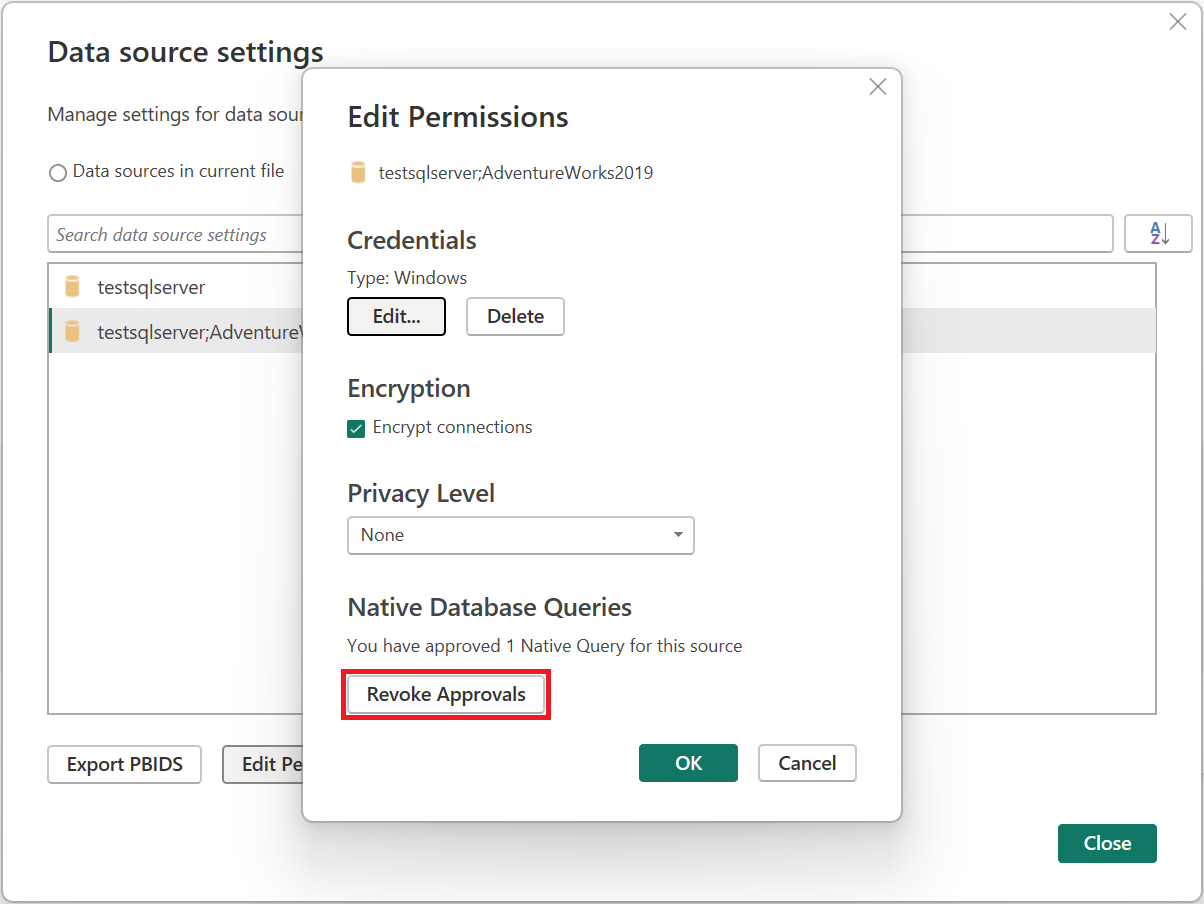 Data source settings
Manage settings for data sour
Data sources in current file
Search data source settings
A
Z
testsqlserver
testsqlserver;AdventureW
Export PBIDS
Edit Pe
Close
Edit Permissions
testsqlserver;AdventureWorks2019
Credentials
Type: Windows
Edit...
Delete
Encryption
Encrypt connections
Privacy Level
None
Native Database Queries
You have approved 1 Native Query for this source
Revoke Approvals
OK
Cancel